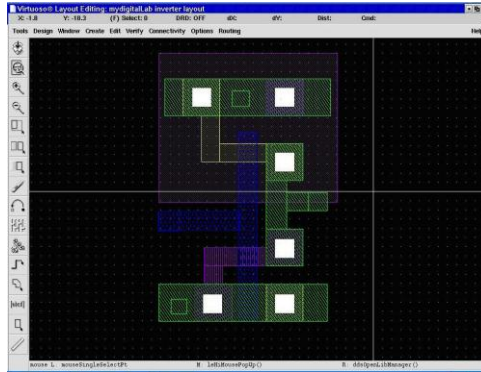 Virtuoso® Layout Editing: mydigitalLab inverter layout
X: -1.8 Y: -18.3 (F) Select: 0 DRD: OFF dX: dY: Dist: Cmd:
Tools Design Window Create Edit Verify Connectivity Options Routing Help
[abcd]
mouse L: mouseSingleSelectPt M: leHiMousePopUp() R: ddsOpenLibManager()